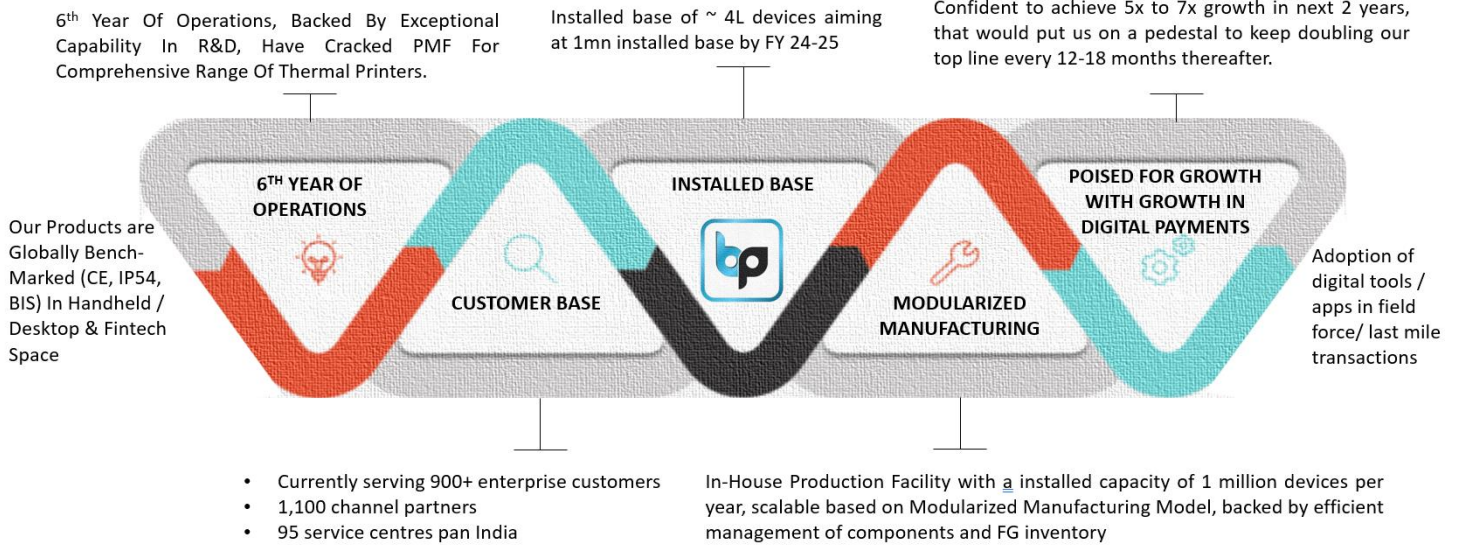 6th Year Of Operations, Backed By Exceptional
Capability In R&D, Have Cracked PMF For
Comprehensive Range Of Thermal Printers.
Installed base of ~ 4L devices aiming
at 1mn installed base by FY 24-25
Confident to achieve 5x to 7x growth in next 2 years,
that would put us on a pedestal to keep doubling our
top line every 12-18 months thereafter.
Our Products are
Globally Bench-
Marked (CE, IP54,
BIS) In Handheld /
Desktop & Fintech
Space
6TH YEAR OF
OPERATIONS
CUSTOMER BASE
INSTALLED BASE
bp
MODULARIZED
MANUFACTURING
POISED FOR GROWTH
WITH GROWTH IN
DIGITAL PAYMENTS
Adoption of
digital tools /
apps in field
force/ last mile
transactions
• Currently serving 900+ enterprise customers
• 1,100 channel partners
• 95 service centres pan India
In-House Production Facility with a installed capacity of 1 million devices per
year, scalable based on Modularized Manufacturing Model, backed by efficient
management of components and FG inventory